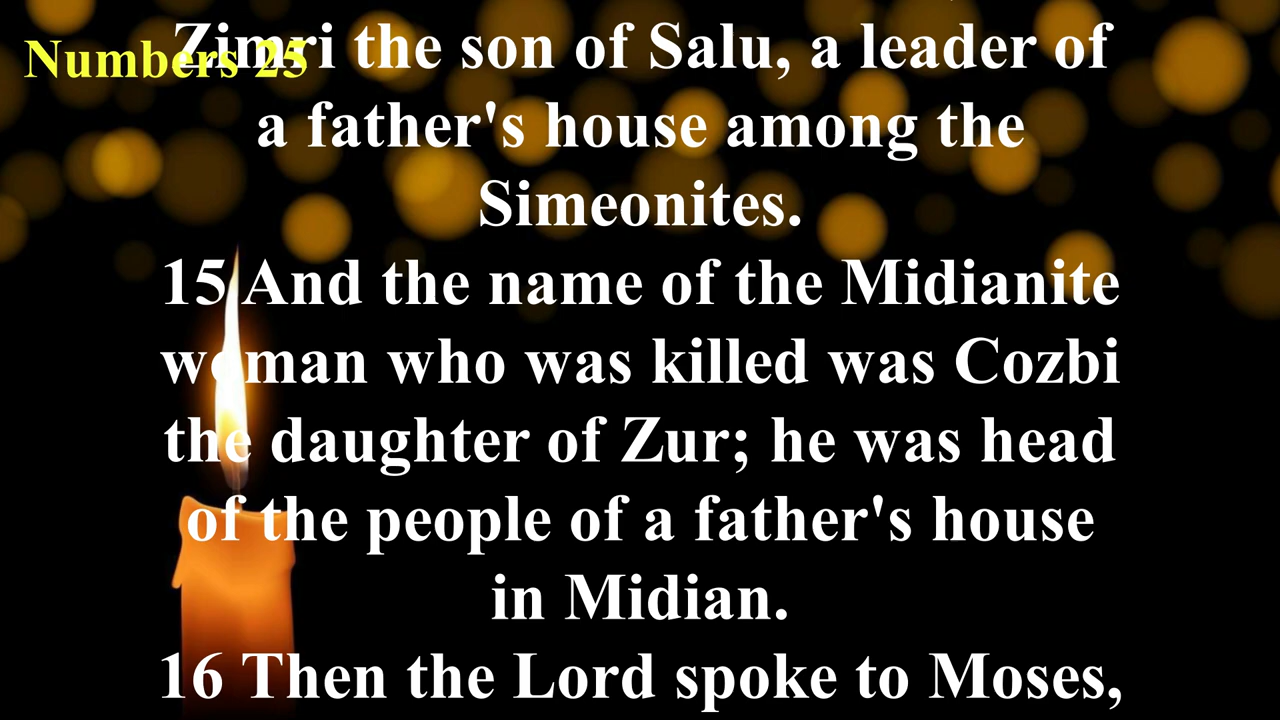 Numbers 25
Zimri the son of Salu, a leader of
a father's house among the
Simeonites.
15 And the name of the Midianite
woman who was killed was Cozbi
the daughter of Zur; he was head
of the people of a father's house
in Midian.
16 Then the Lord spoke to Moses,